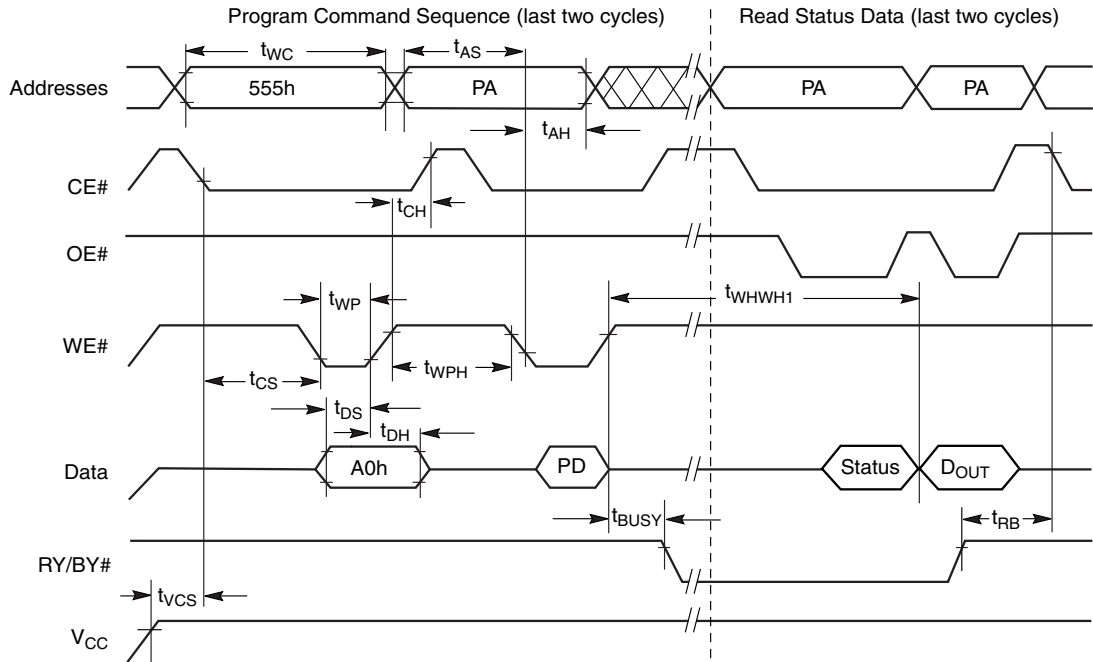 Program Command Sequence (last two cycles)
Read Status Data (last two cycles)
tWC
tAS
Addresses
555h
PA
PA
PA
tAH
CE#
tCH
OE#
tWP
tWHWH1
WE#
tWPH
tCS
tDS
tDH
Data
A0h
PD
Status
DOUT
tBUSY
tRB
RY/BY#
tVCS
VCC